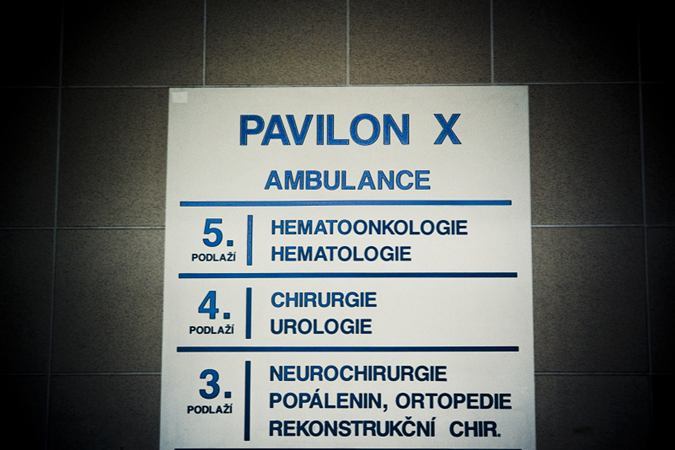 PAVILON X
AMBULANCE
5. PODLAŽÍ
HEMATOONKOLOGIE
HEMATOLOGIE
4. PODLAŽÍ
CHIRURGIE
UROLOGIE
3. PODLAŽÍ
NEUROCHIRURGIE
POPÁLENIN, ORTOPEDIE
REKONSTRUKČNÍ CHIR.